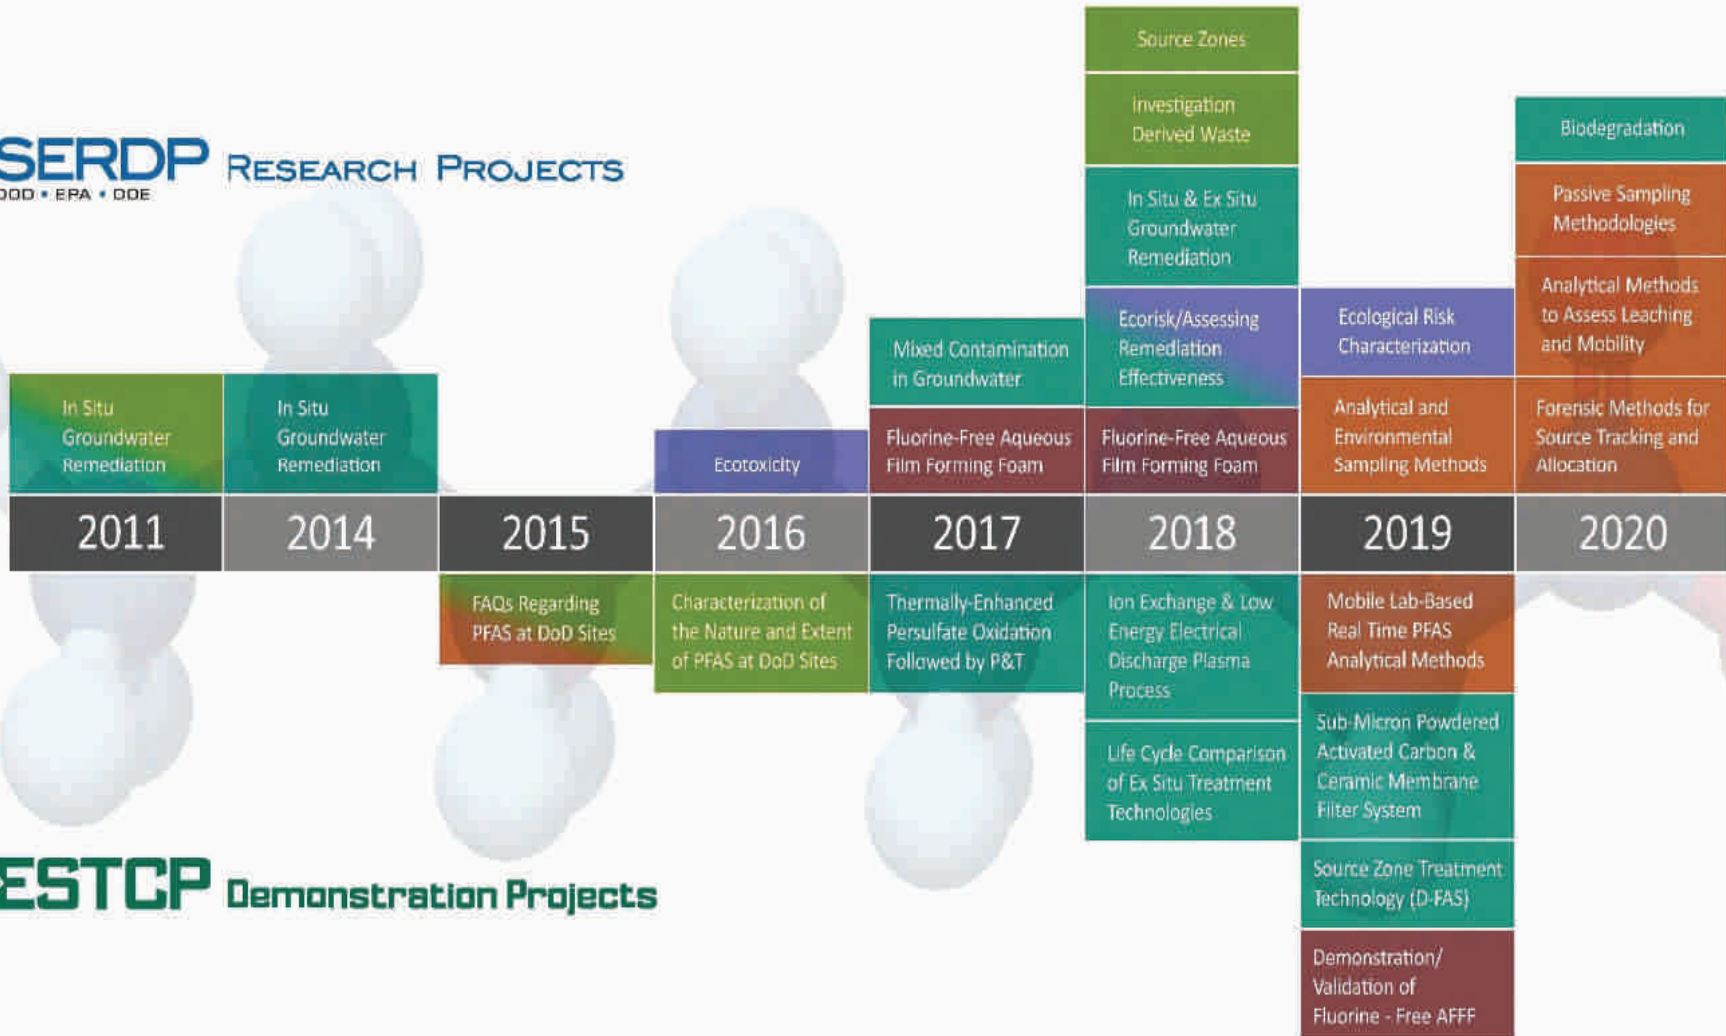 SERDP RESEARCH PROJECTS
DOD • EPA • DOE
In Situ
Groundwater
Remediation
In Situ
Groundwater
Remediation
Ecotoxicity
Mixed Contamination
in Groundwater
Fluorine-Free Aqueous
Film Forming Foam
Source Zones
Investigation
Derived Waste
In Situ & Ex Situ
Groundwater
Remediation
Ecorisk/Assessing
Remediation
Effectiveness
Fluorine-Free Aqueous
Film Forming Foam
Ecological Risk
Characterization
Analytical and
Environmental
Sampling Methods
Biodegradation
Passive Sampling
Methodologies
Analytical Methods
to Assess Leaching
and Mobility
Forensic Methods for
Source Tracking and
Allocation
2011
2014
2015
2016
2017
2018
2019
2020
FAQs Regarding
PFAS at DoD Sites
Characterization of
the Nature and Extent
of PFAS at DoD Sites
Thermally-Enhanced
Persulfate Oxidation
Followed by P&T
Ion Exchange & Low
Energy Electrical
Discharge Plasma
Process
Life Cycle Comparison
of Ex Situ Treatment
Technologies
Mobile Lab-Based
Real Time PFAS
Analytical Methods
Sub-Micron Powdered
Activated Carbon &
Ceramic Membrane
Filter System
Source Zone Treatment
Technology (D-FAS)
Demonstration/
Validation of
Fluorine - Free AFFF
ESTCP Demonstration Projects